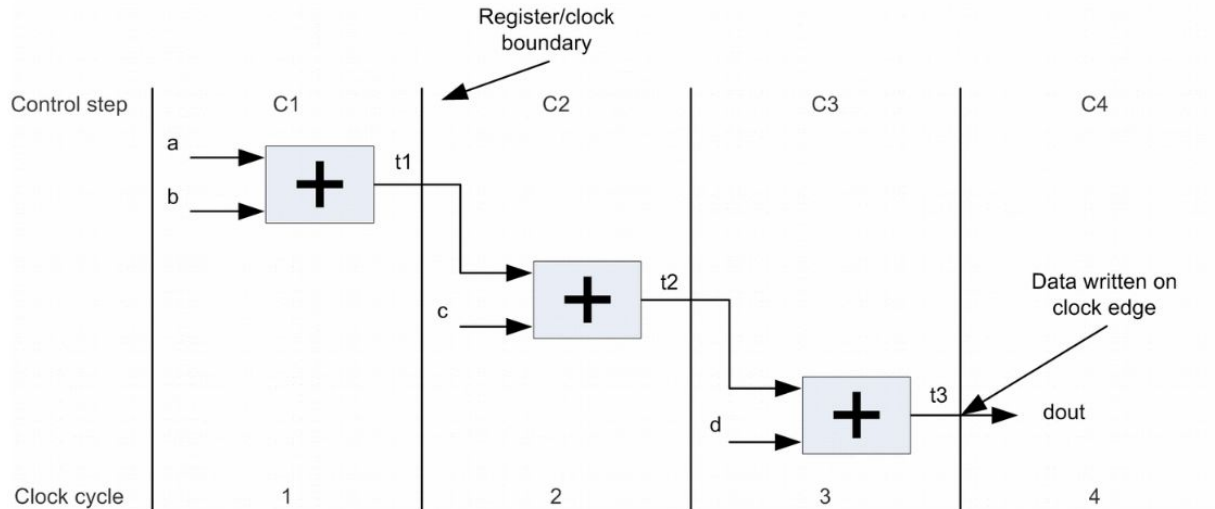 Register/clock
boundary
Control step C1 C2 C3 C4
a
b
+
t1
c
+
t2
Data written on
clock edge
d
+
t3
dout
Clock cycle 1 2 3 4